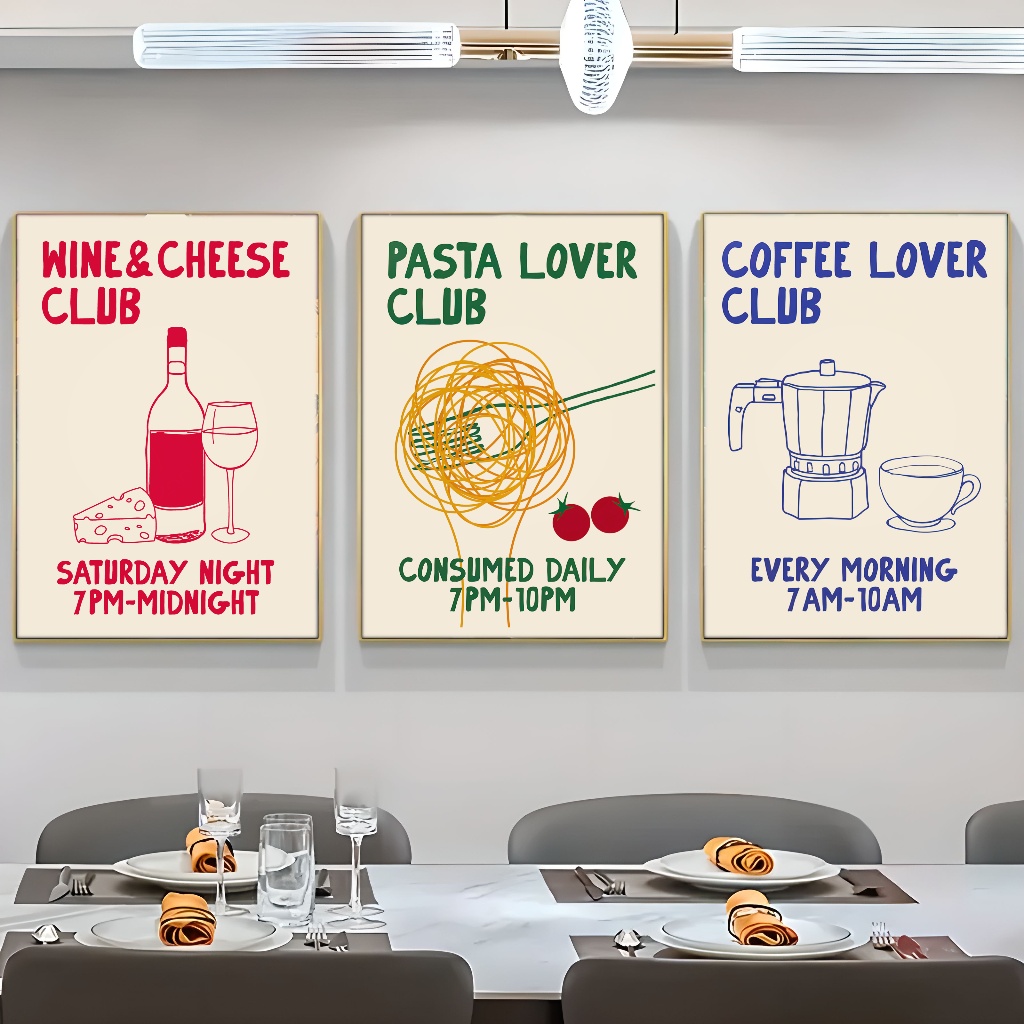 WINE & CHEESE
CLUB
SATURDAY NIGHT
7PM-MIDNIGHT
PASTA LOVER
CLUB
CONSUMED DAILY
7PM-10PM
COFFEE LOVER
CLUB
EVERY MORNING
7AM-10AM